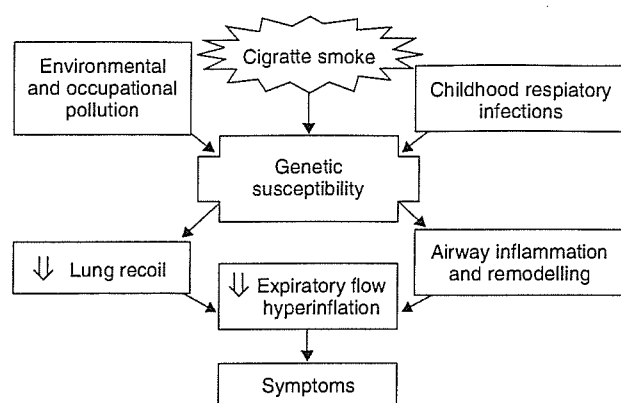 Cigratte smoke
Environmental
and occupational
pollution
Childhood respiatory
infections
Genetic
susceptibility
⇓ Lung recoil
⇓ Expiratory flow
hyperinflation
Airway inflammation
and remodelling
Symptoms